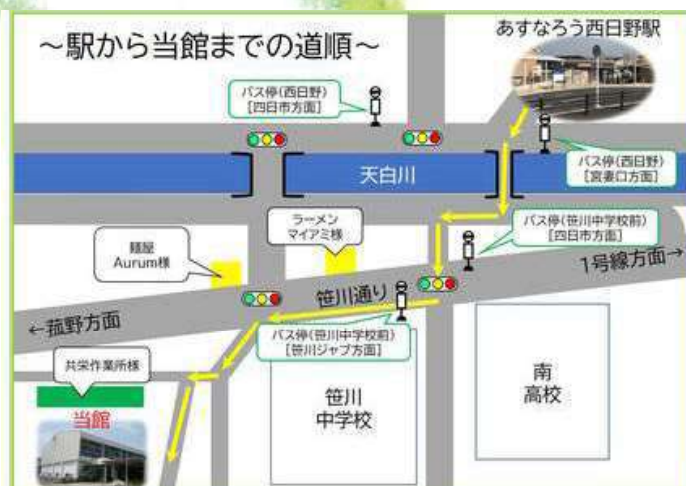 ～駅から当館までの道順～
あすなろう西日野駅
バス停(西日野)
[四日市方面]
バス停(西日野)
[宮妻口方面]
天白川
ラーメン
マイアミ様
バス停(笹川中学校前)
[四日市方面]
麺屋
Aurum様
1号線方面→
笹川通り
←菰野方面
バス停(笹川中学校前)
[笹川ジャプ方面]
共栄作業所様
当館
笹川
中学校
南
高校